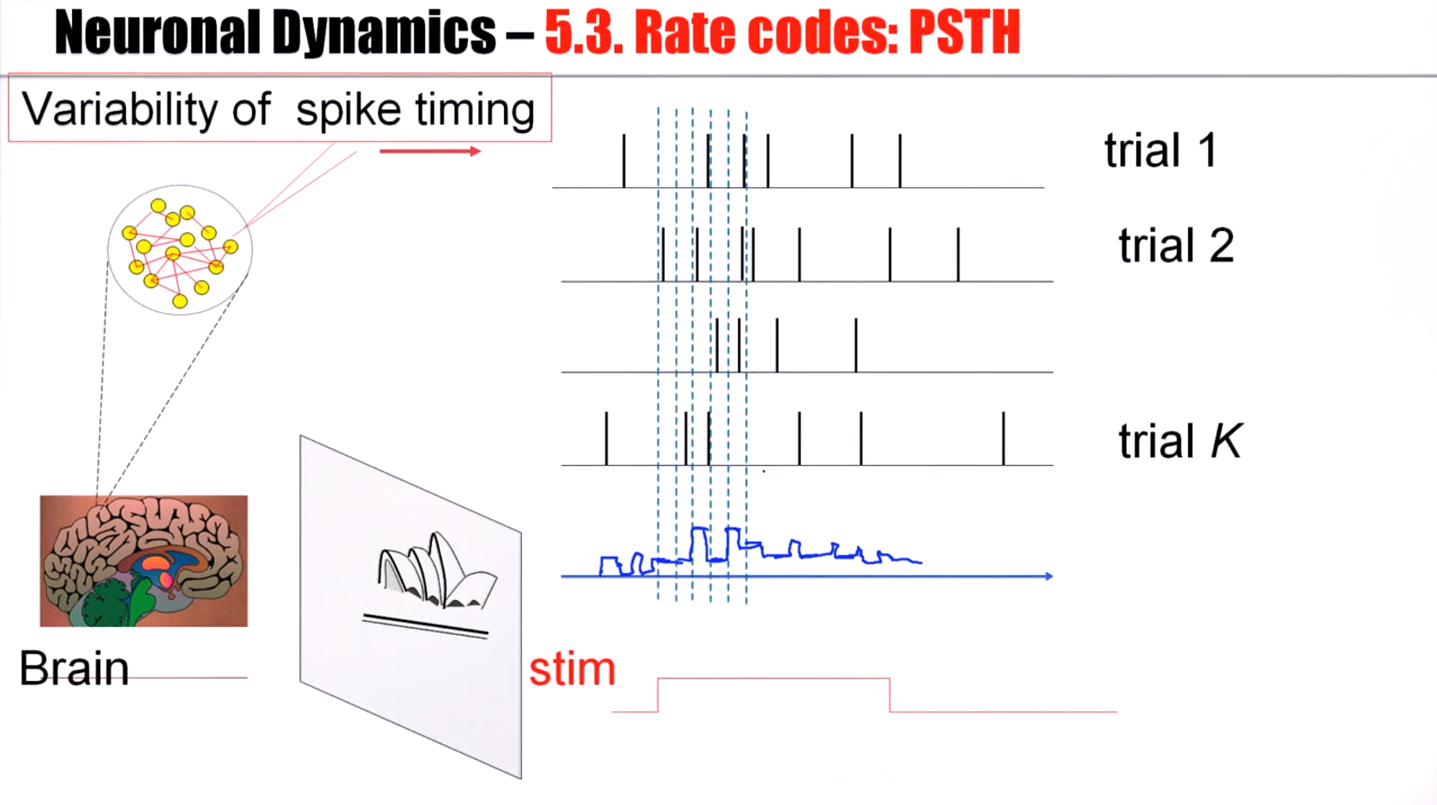 Neuronal Dynamics – 5.3. Rate codes: PSTH
Variability of spike timing
trial 1
trial 2
trial K
Brain
stim